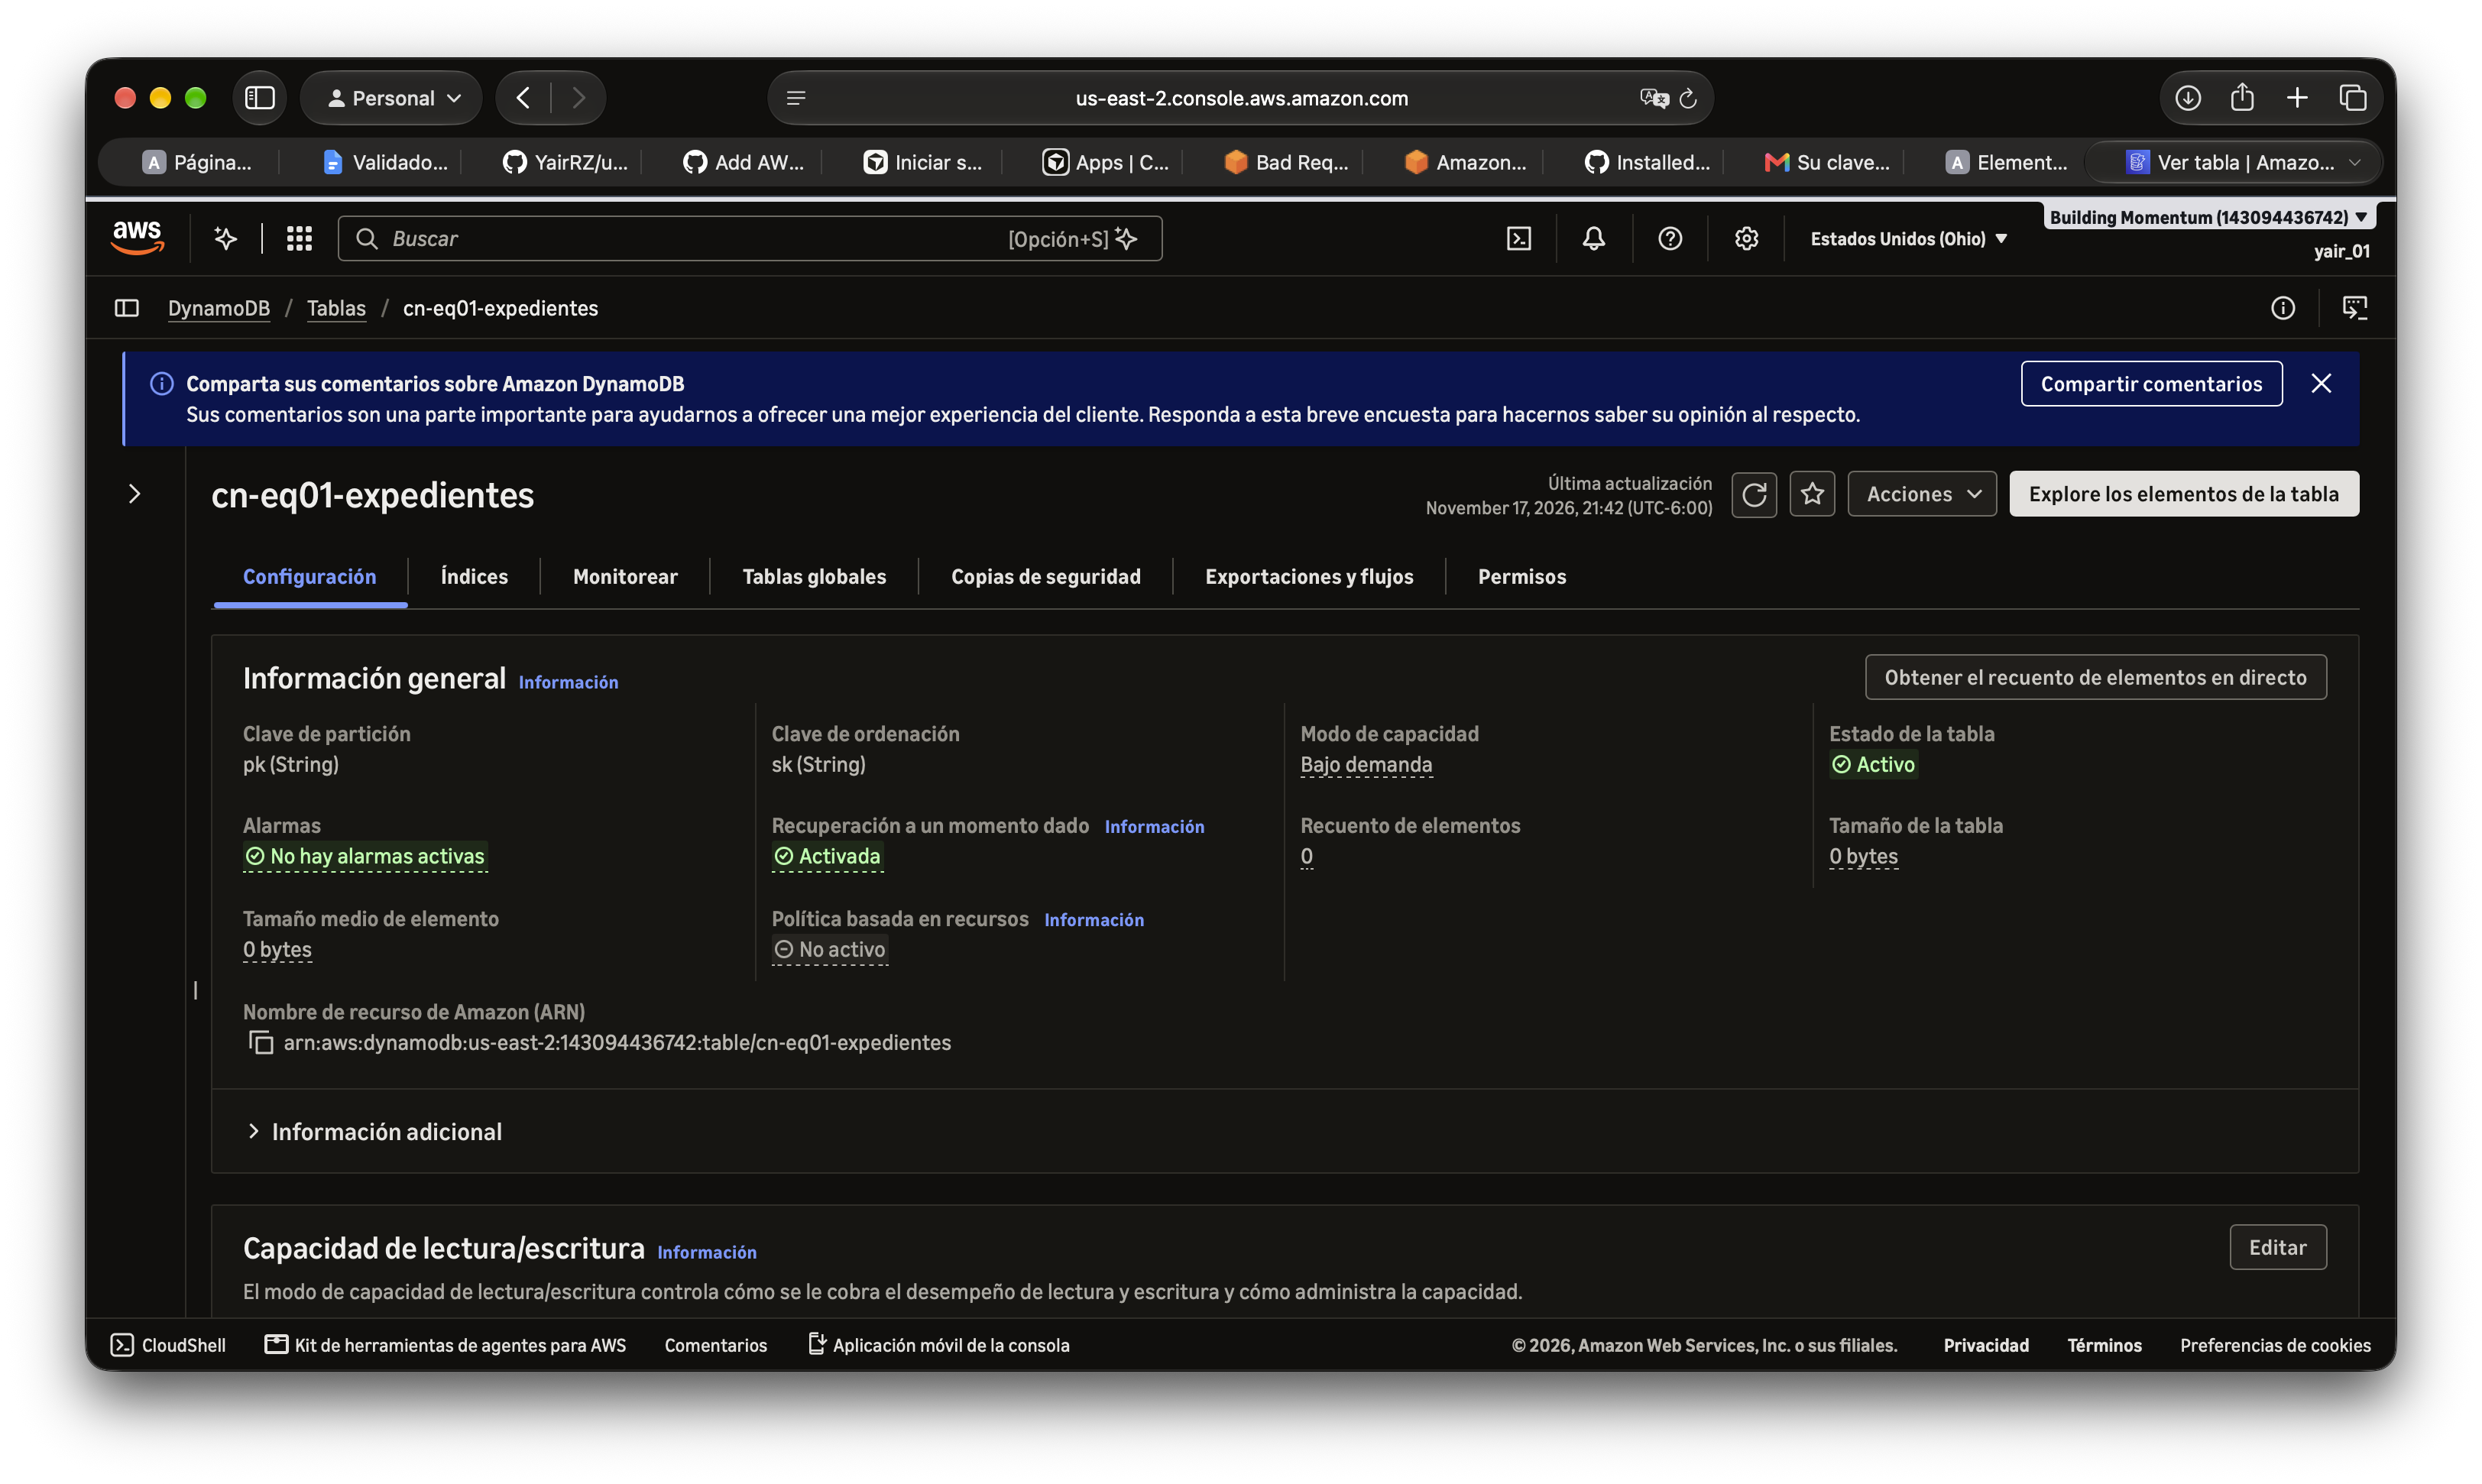 Personal
us-east-2.console.aws.amazon.com
A Página...
Validado...
YairRZ/u...
Add AW...
Iniciar s...
Apps | C...
Bad Req...
Amazon...
Installed...
Su clave...
A Element...
Ver tabla | Amazo...
aws
Buscar
[Opción+S]
Estados Unidos (Ohio)
Building Momentum (143094436742)
yair_01
DynamoDB / Tablas / cn-eq01-expedientes
Comparta sus comentarios sobre Amazon DynamoDB
Sus comentarios son una parte importante para ayudarnos a ofrecer una mejor experiencia del cliente. Responda a esta breve encuesta para hacernos saber su opinión al respecto.
Compartir comentarios
cn-eq01-expedientes
Última actualización
November 17, 2026, 21:42 (UTC-6:00)
Acciones
Explore los elementos de la tabla
Configuración
Índices
Monitorear
Tablas globales
Copias de seguridad
Exportaciones y flujos
Permisos
Información general Información
Obtener el recuento de elementos en directo
Clave de partición
pk (String)
Clave de ordenación
sk (String)
Modo de capacidad
Bajo demanda
Estado de la tabla
Activo
Alarmas
No hay alarmas activas
Recuperación a un momento dado Información
Activada
Recuento de elementos
0
Tamaño de la tabla
0 bytes
Tamaño medio de elemento
0 bytes
Política basada en recursos Información
No activo
Nombre de recurso de Amazon (ARN)
arn:aws:dynamodb:us-east-2:143094436742:table/cn-eq01-expedientes
Información adicional
Capacidad de lectura/escritura Información
Editar
El modo de capacidad de lectura/escritura controla cómo se le cobra el desempeño de lectura y escritura y cómo administra la capacidad.
CloudShell
Kit de herramientas de agentes para AWS
Comentarios
Aplicación móvil de la consola
© 2026, Amazon Web Services, Inc. o sus filiales.
Privacidad
Términos
Preferencias de cookies